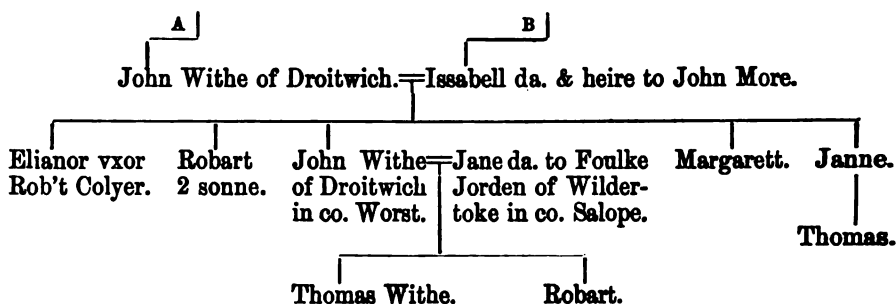 A B
John Withe of Droitwich.=Issabell da. & heire to John More.
Elianor vxor
Rob't Colyer.
Robart
2 sonne.
John Withe=Jane da. to Foulke
of Droitwich Jorden of Wilder-
in co. Worst. toke in co. Salope.
Margarett.
Janne.
Thomas.
Thomas Withe. Robart.